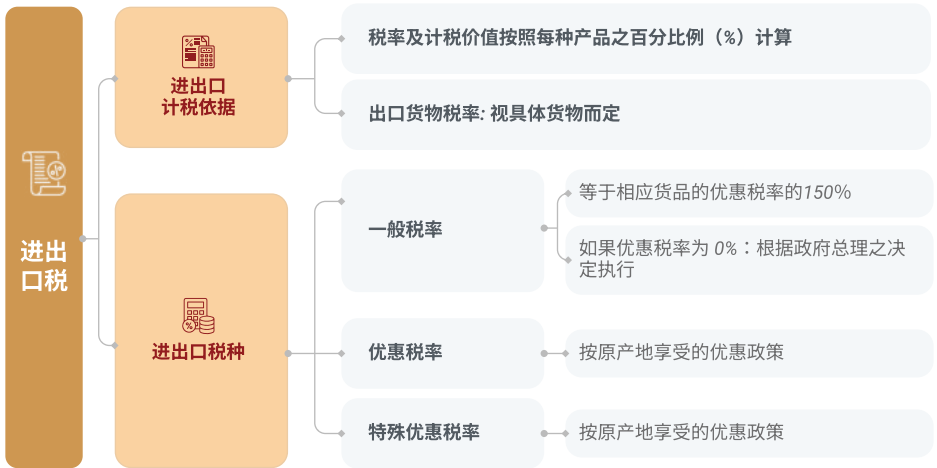 进出
口税
进出口
计税依据
税率及计税价值按照每种产品之百分比例（%）计算
出口货物税率: 视具体货物而定
进出口税种
一般税率
等于相应货品的优惠税率的150%
如果优惠税率为 0%：根据政府总理之决
定执行
优惠税率
按原产地享受的优惠政策
特殊优惠税率
按原产地享受的优惠政策